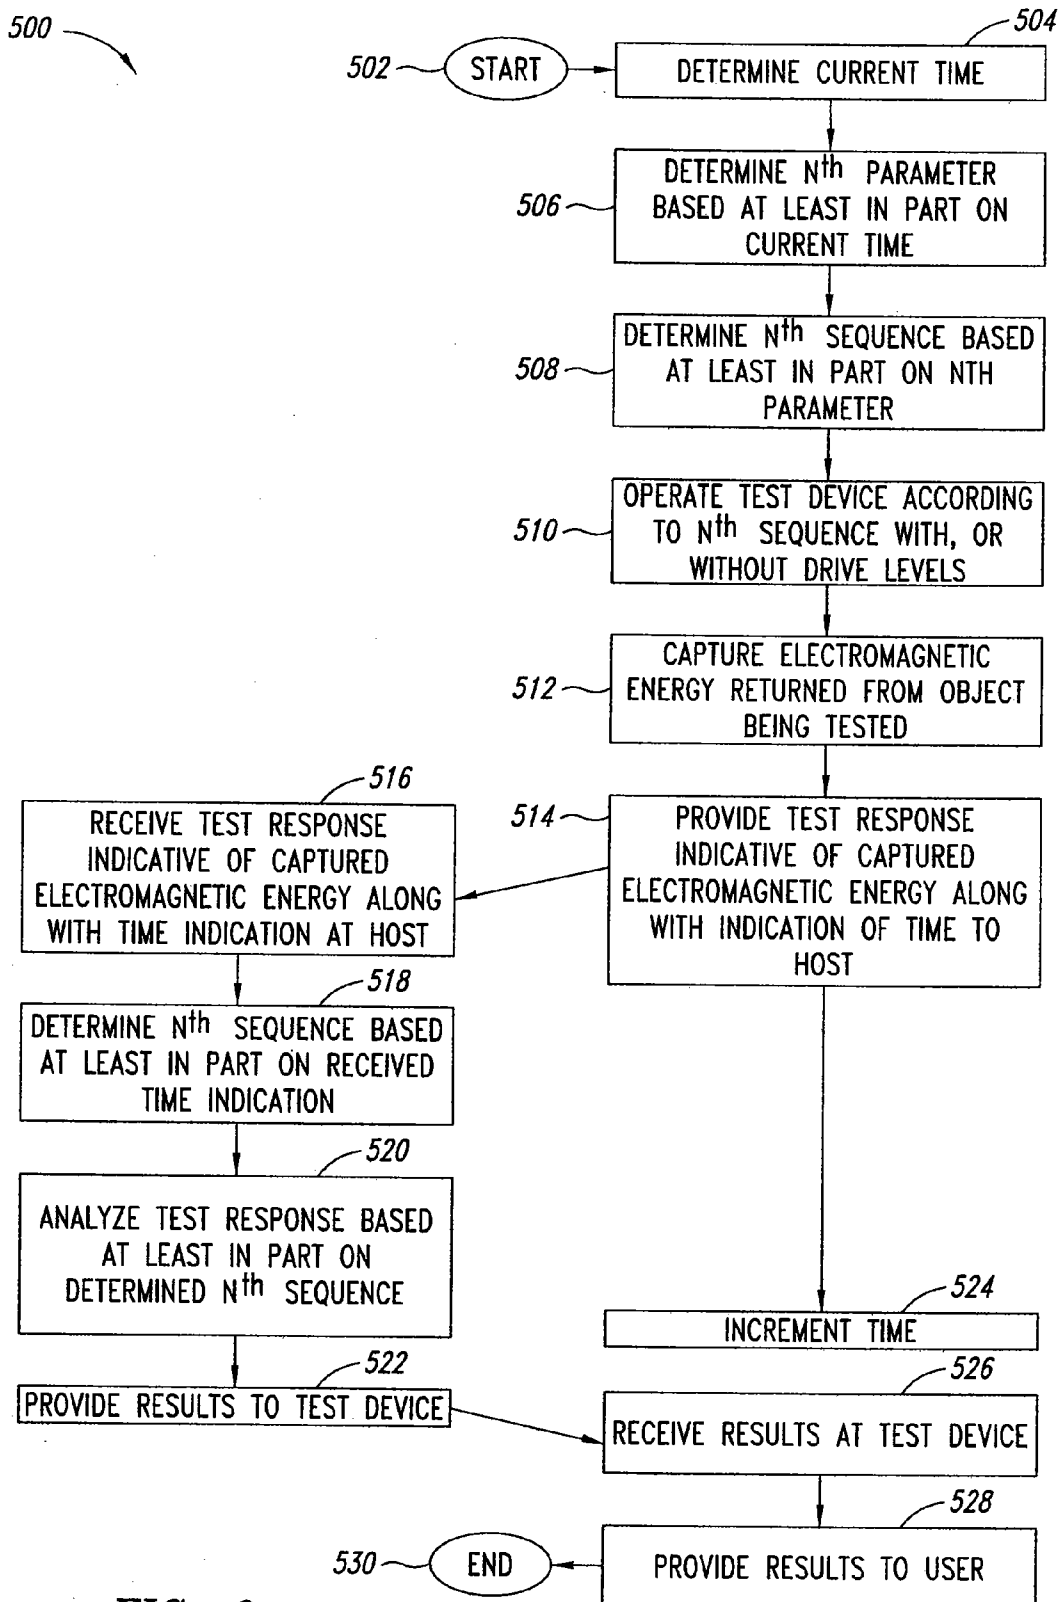 500
502
START
504
DETERMINE CURRENT TIME
506
DETERMINE Nth PARAMETER
BASED AT LEAST IN PART ON
CURRENT TIME
508
DETERMINE Nth SEQUENCE BASED
AT LEAST IN PART ON NTH
PARAMETER
510
OPERATE TEST DEVICE ACCORDING
TO Nth SEQUENCE WITH, OR
WITHOUT DRIVE LEVELS
512
CAPTURE ELECTROMAGNETIC
ENERGY RETURNED FROM OBJECT
BEING TESTED
514
PROVIDE TEST RESPONSE
INDICATIVE OF CAPTURED
ELECTROMAGNETIC ENERGY ALONG
WITH INDICATION OF TIME TO
HOST
516
RECEIVE TEST RESPONSE
INDICATIVE OF CAPTURED
ELECTROMAGNETIC ENERGY ALONG
WITH TIME INDICATION AT HOST
518
DETERMINE Nth SEQUENCE BASED
AT LEAST IN PART ON RECEIVED
TIME INDICATION
520
ANALYZE TEST RESPONSE BASED
AT LEAST IN PART ON
DETERMINED Nth SEQUENCE
522
PROVIDE RESULTS TO TEST DEVICE
524
INCREMENT TIME
526
RECEIVE RESULTS AT TEST DEVICE
528
PROVIDE RESULTS TO USER
530
END